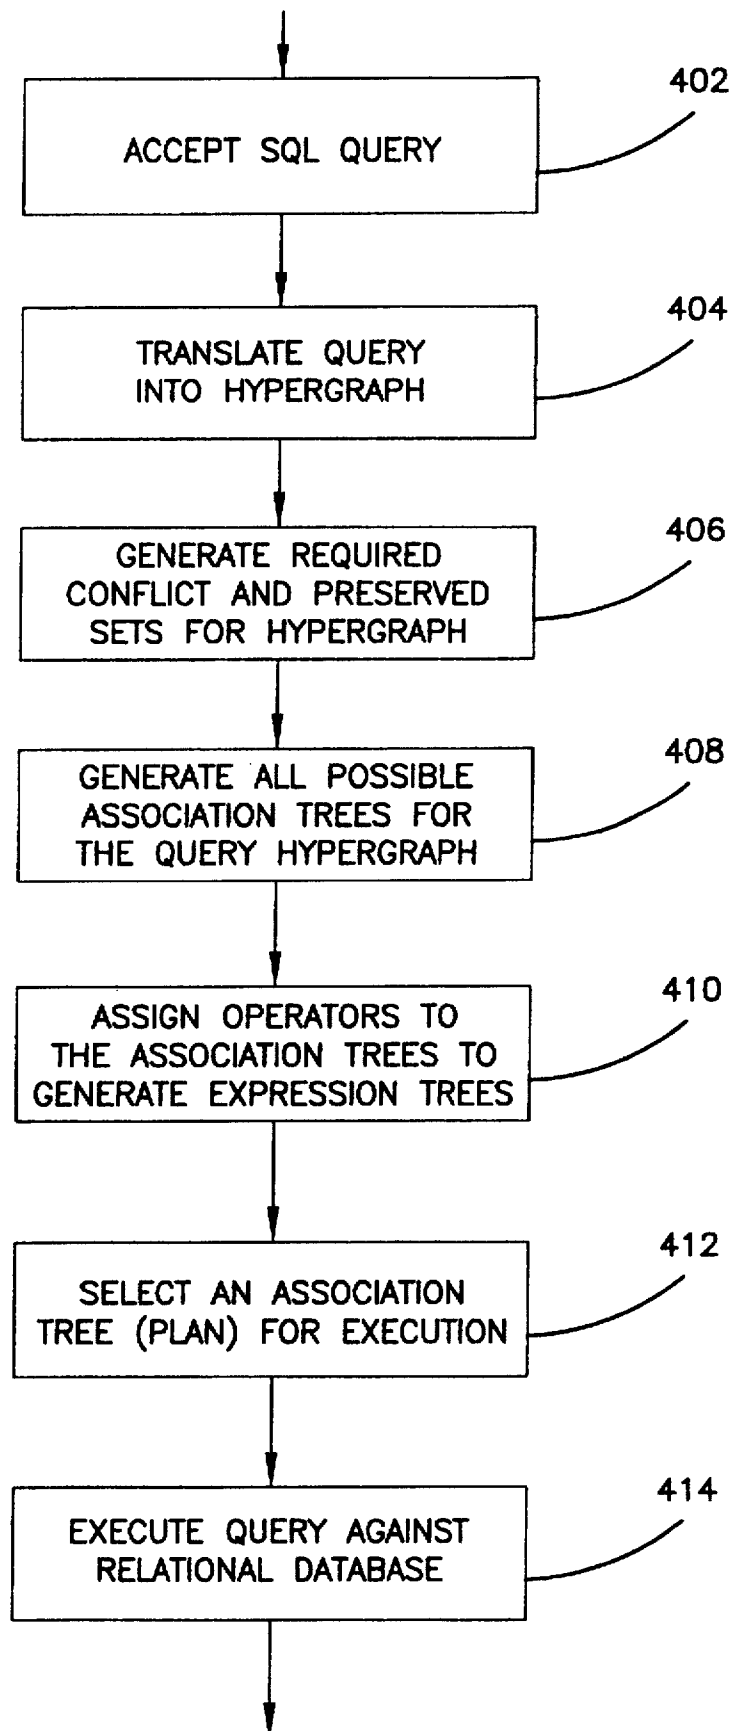 402
ACCEPT SQL QUERY
404
TRANSLATE QUERY
INTO HYPERGRAPH
406
GENERATE REQUIRED
CONFLICT AND PRESERVED
SETS FOR HYPERGRAPH
408
GENERATE ALL POSSIBLE
ASSOCIATION TREES FOR
THE QUERY HYPERGRAPH
410
ASSIGN OPERATORS TO
THE ASSOCIATION TREES TO
GENERATE EXPRESSION TREES
412
SELECT AN ASSOCIATION
TREE (PLAN) FOR EXECUTION
414
EXECUTE QUERY AGAINST
RELATIONAL DATABASE